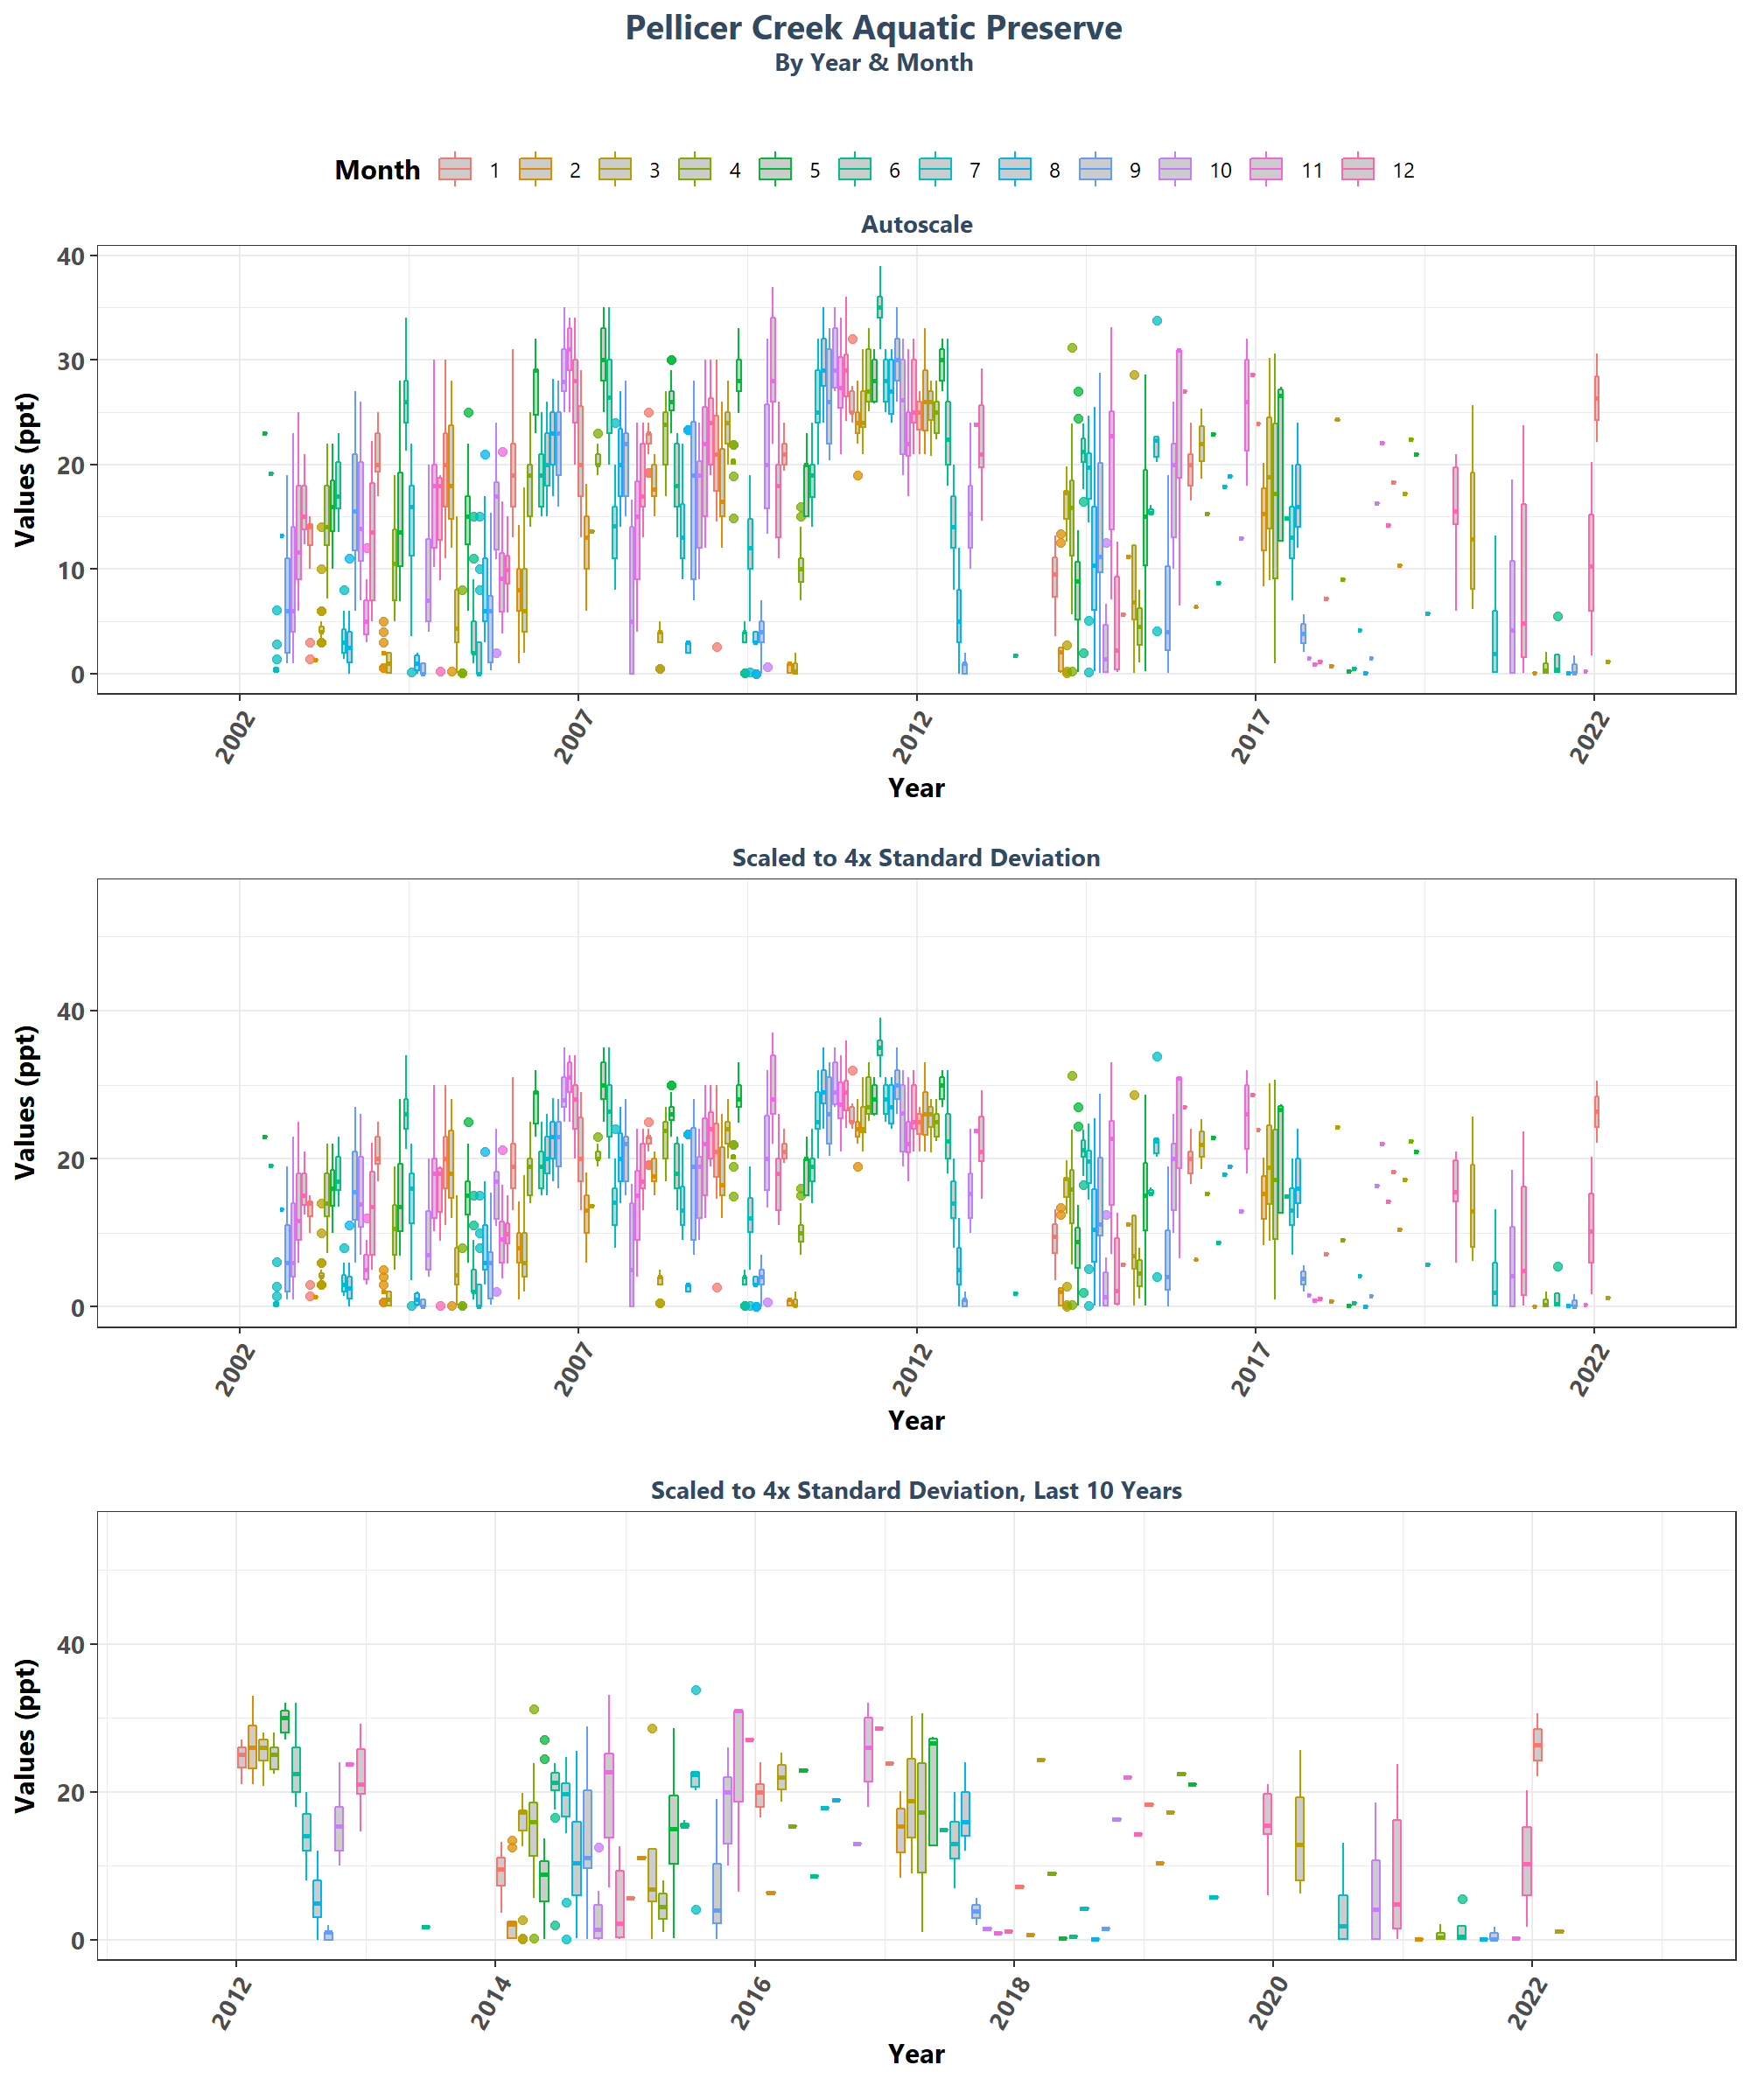 Pellicer Creek Aquatic Preserve
By Year & Month
Month 1 2 3 4 5 6 7 8 9 10 11 12
Autoscale
Values (ppt)
40
30
20
10
0
2002 2007 2012 2017 2022
Year
Scaled to 4x Standard Deviation
Values (ppt)
40
20
0
2002 2007 2012 2017 2022
Year
Scaled to 4x Standard Deviation, Last 10 Years
Values (ppt)
40
20
0
2012 2014 2016 2018 2020 2022
Year